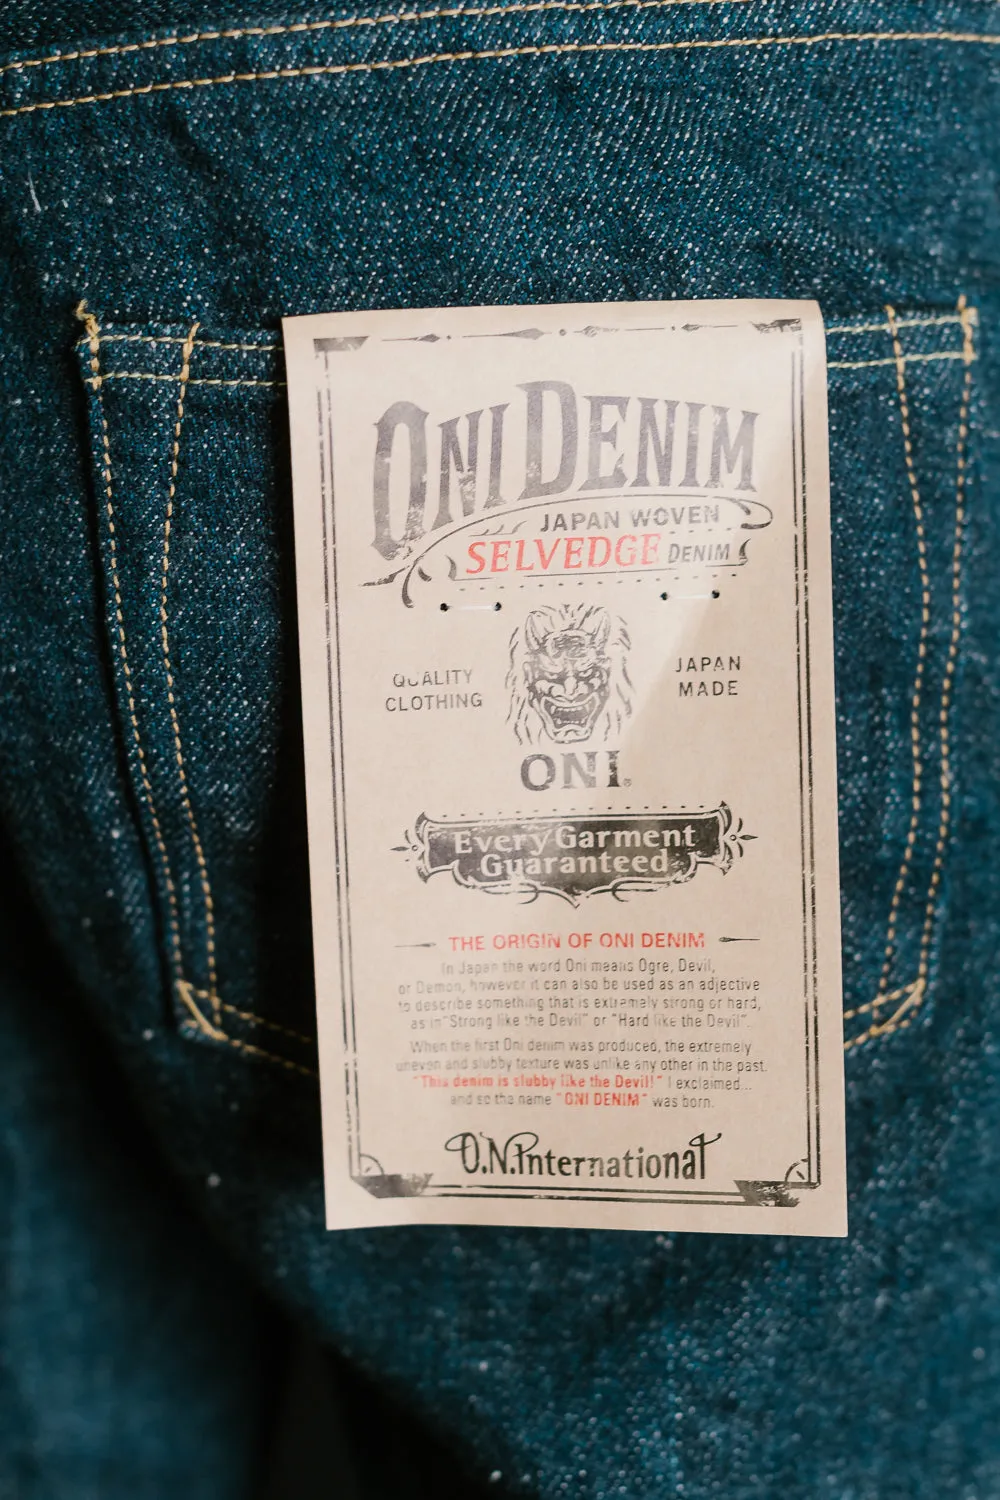 ONI DENIM
JAPAN WOVEN
SELVEDGE DENIM
QUALITY
CLOTHING
JAPAN
MADE
ONI®
Every Garment
Guaranteed
THE ORIGIN OF ONI DENIM
In Japan the word Oni means Ogre, Devil,
or Demon, however it can also be used as an adjective
to describe something that is extremely strong or hard,
as in "Strong like the Devil" or "Hard like the Devil".
When the first Oni denim was produced, the extremely
uneven and slubby texture was unlike any other in the past.
"This denim is slubby like the Devil!" I exclaimed...
and so the name "ONI DENIM" was born.
O.N.International